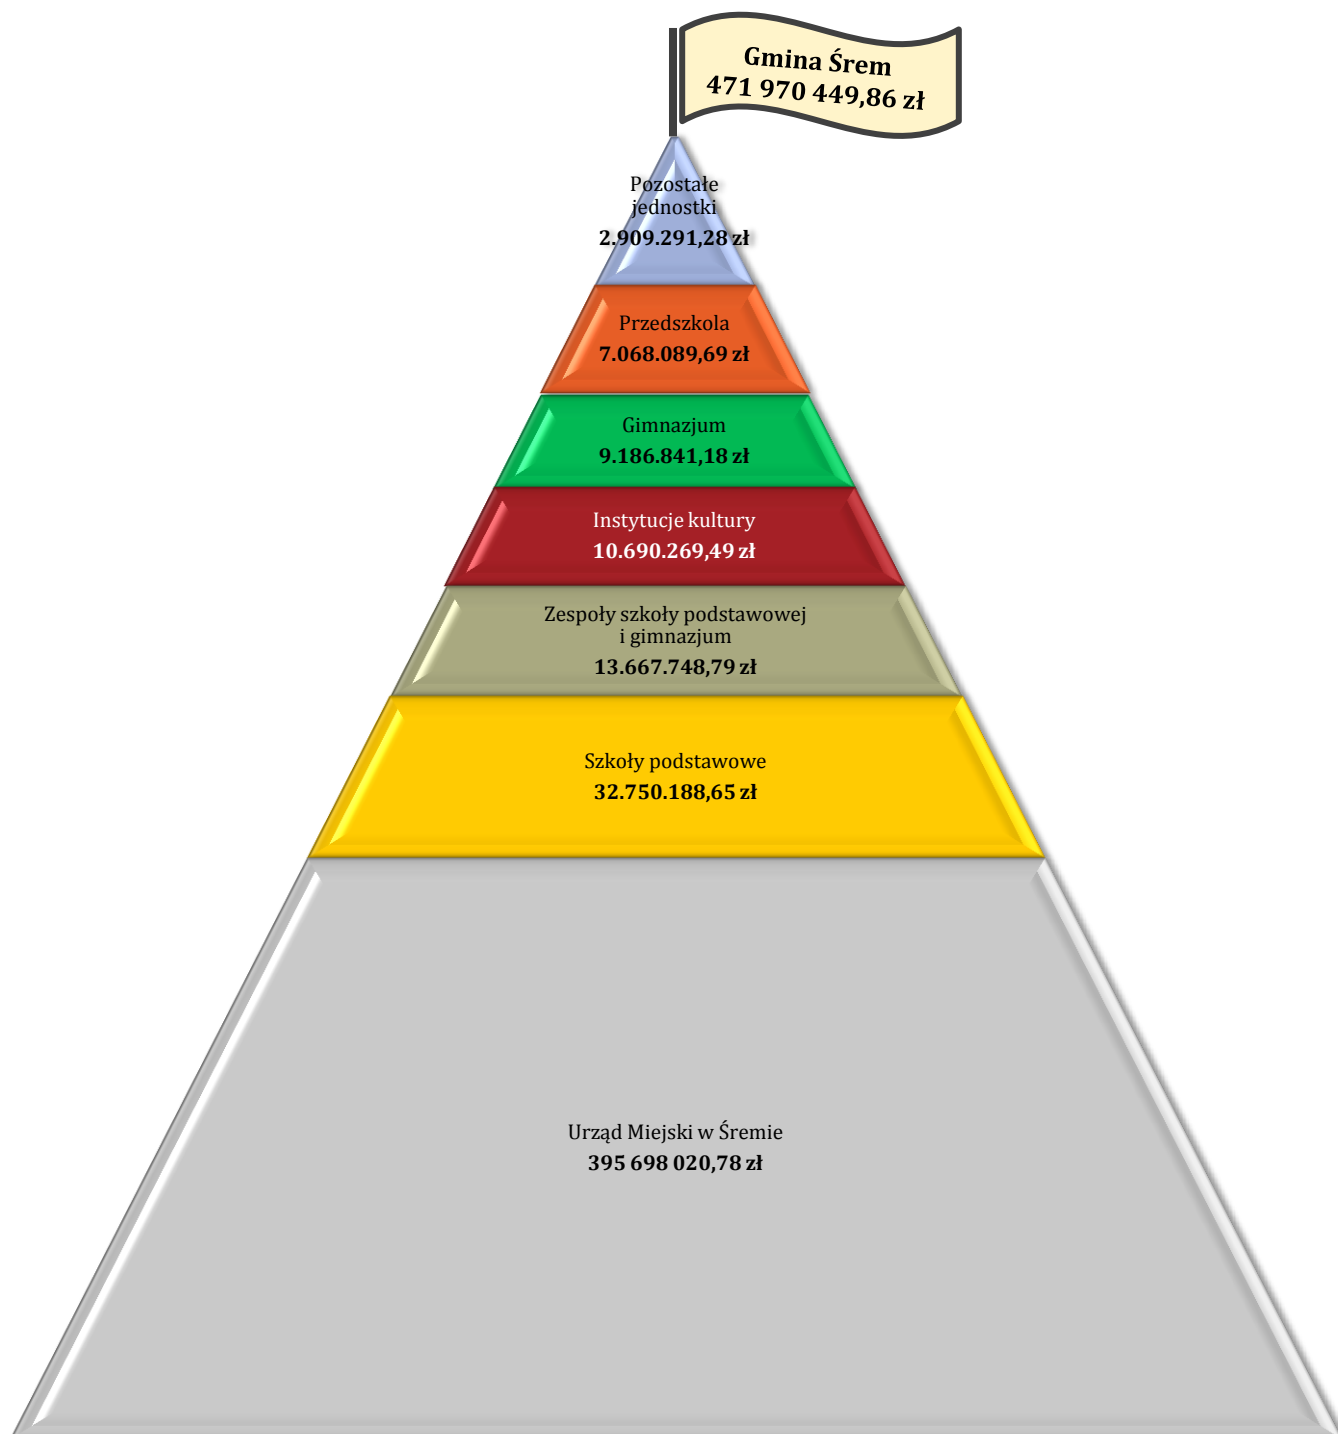 Gmina Śrem
471 970 449,86 zł
Pozostałe
jednostki
2.909.291,28 zł
Przedszkola
7.068.089,69 zł
Gimnazjum
9.186.841,18 zł
Instytucje kultury
10.690.269,49 zł
Zespoły szkoły podstawowej
i gimnazjum
13.667.748,79 zł
Szkoły podstawowe
32.750.188,65 zł
Urząd Miejski w Śremie
395 698 020,78 zł